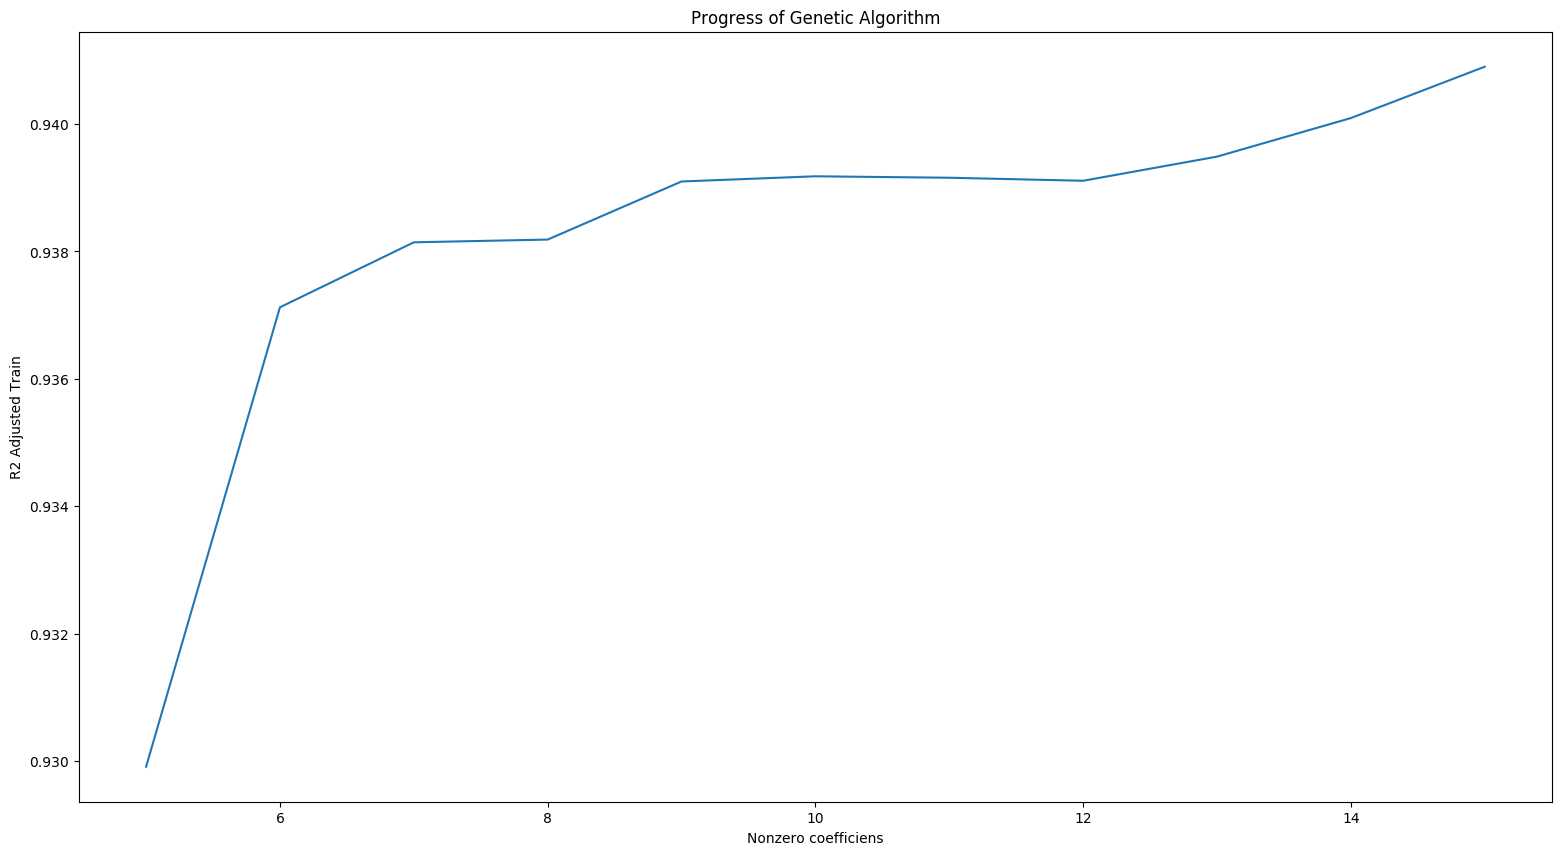 Progress of Genetic Algorithm
R2 Adjusted Train
0.940
0.938
0.936
0.934
0.932
0.930
6 8 10 12 14
Nonzero coefficiens